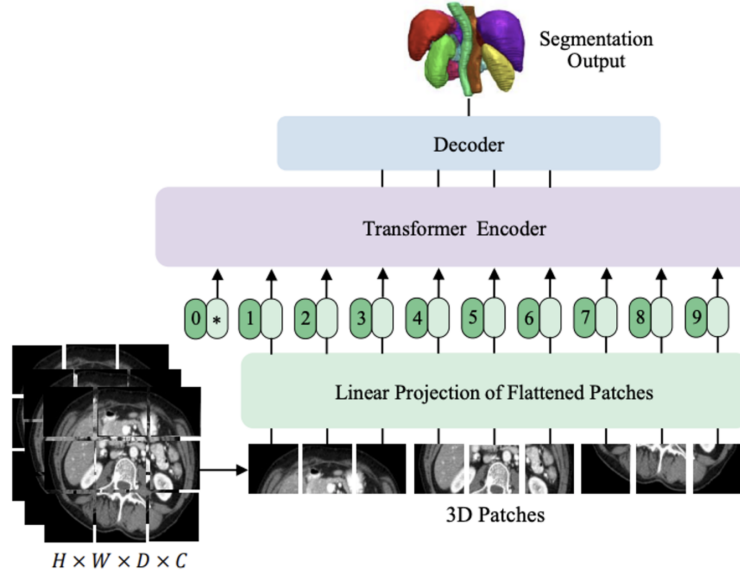 Segmentation
Output
Decoder
Transformer Encoder
0 * 1 2 3 4 5 6 7 8 9
Linear Projection of Flattened Patches
3D Patches
H × W × D × C